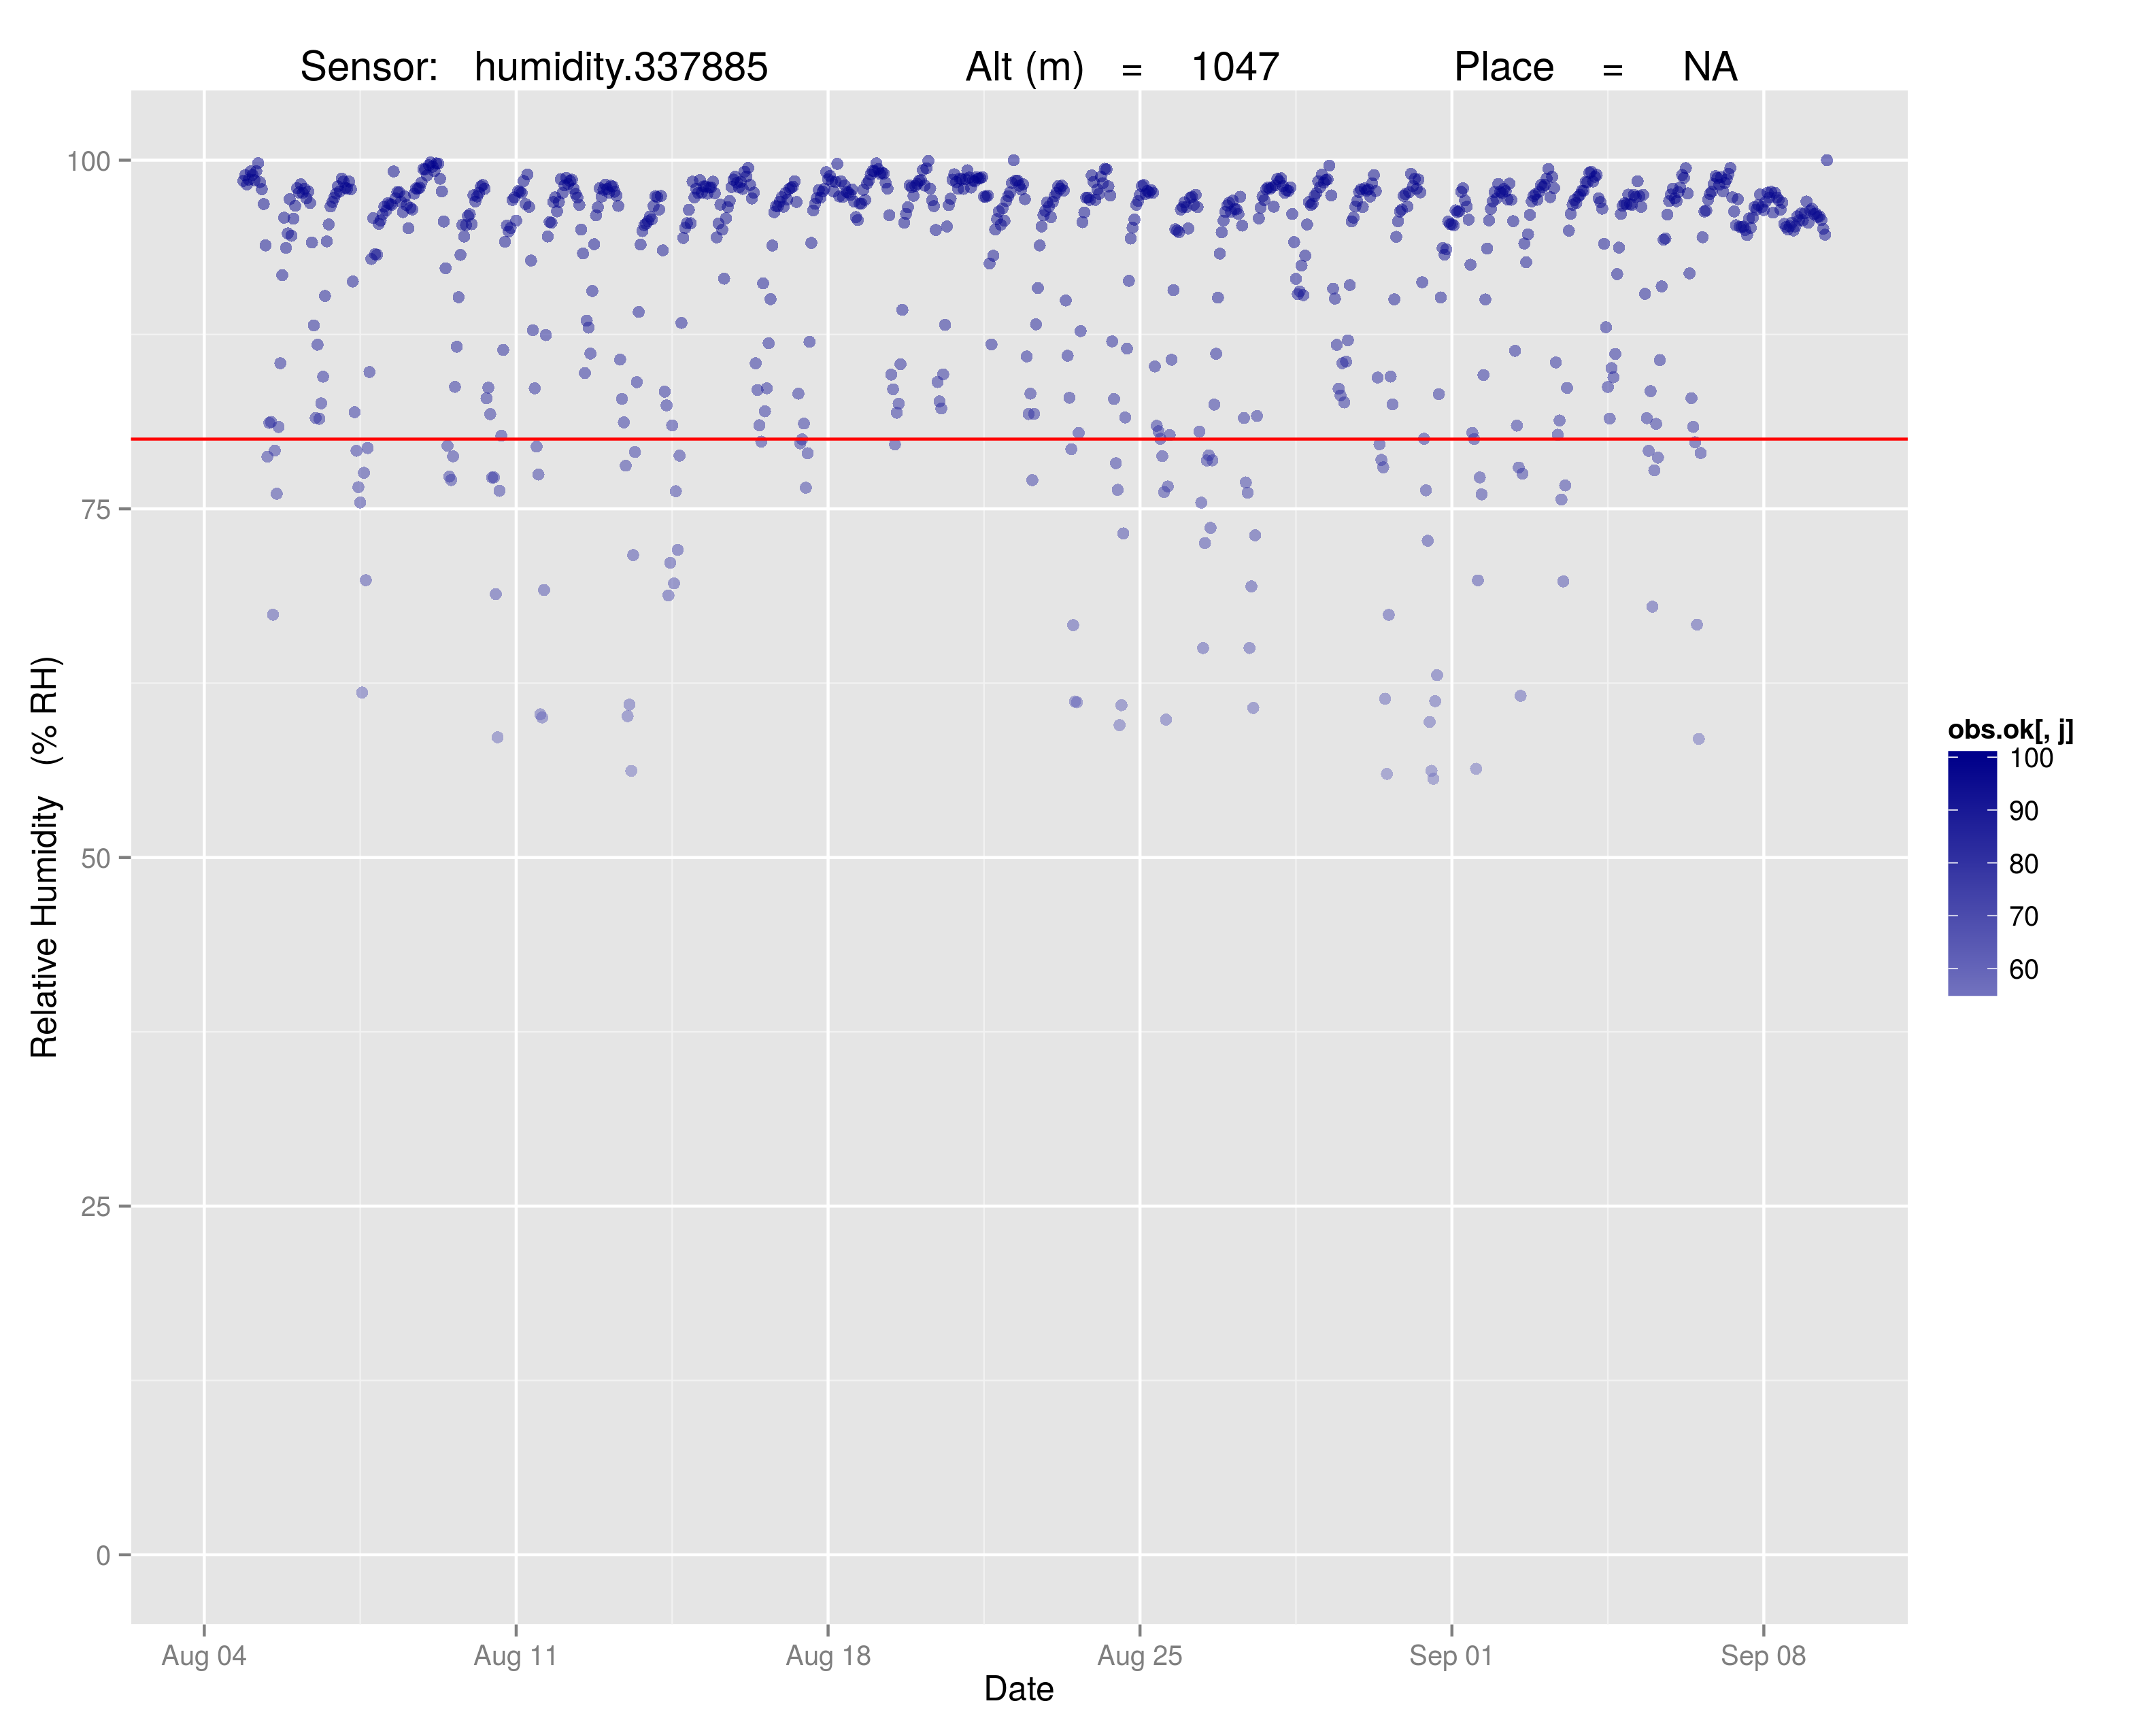 Sensor: humidity.337885 Alt (m) = 1047 Place = NA
100
75
50
25
0
Relative Humidity (% RH)
Aug 04 Aug 11 Aug 18 Aug 25 Sep 01 Sep 08
Date
obs.ok[, j]
100
90
80
70
60